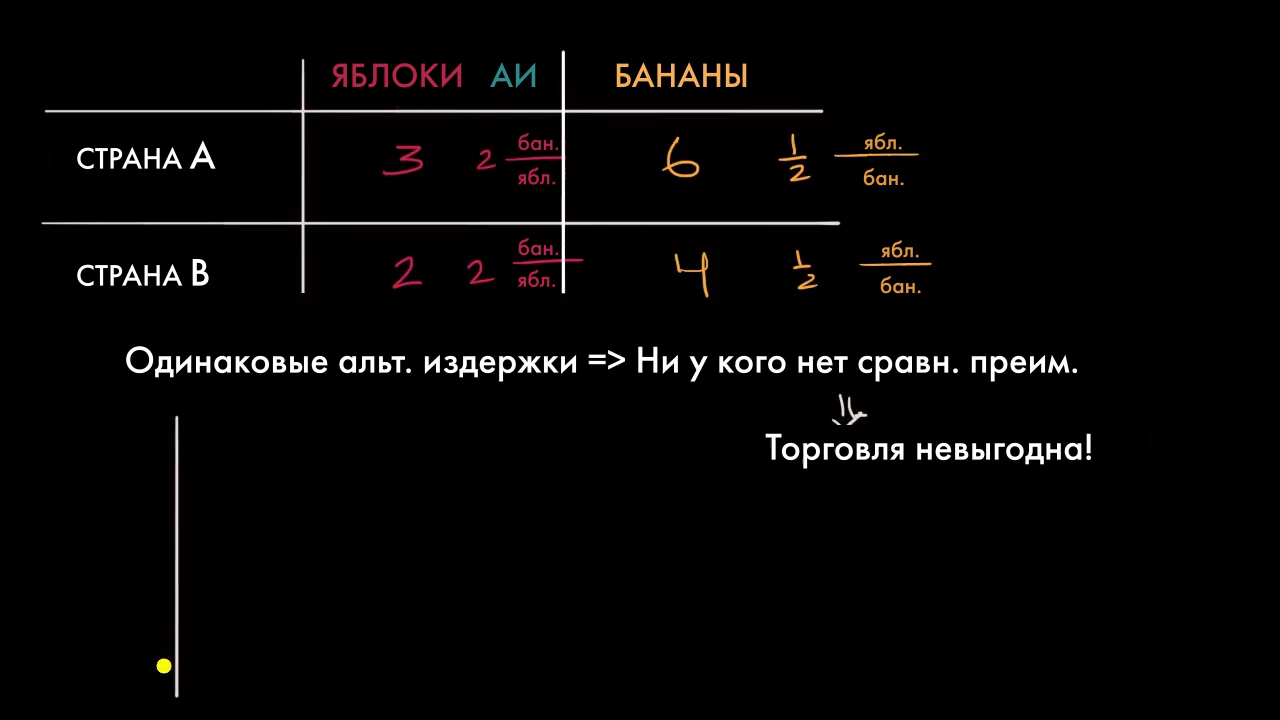 ЯБЛОКИ АИ БАНАНЫ
СТРАНА А 3 2 бан./ябл. 6 1/2 ябл./бан.
СТРАНА В 2 2 бан./ябл. 4 1/2 ябл./бан.
Одинаковые альт. издержки => Ни у кого нет сравн. преим.
Торговля невыгодна!